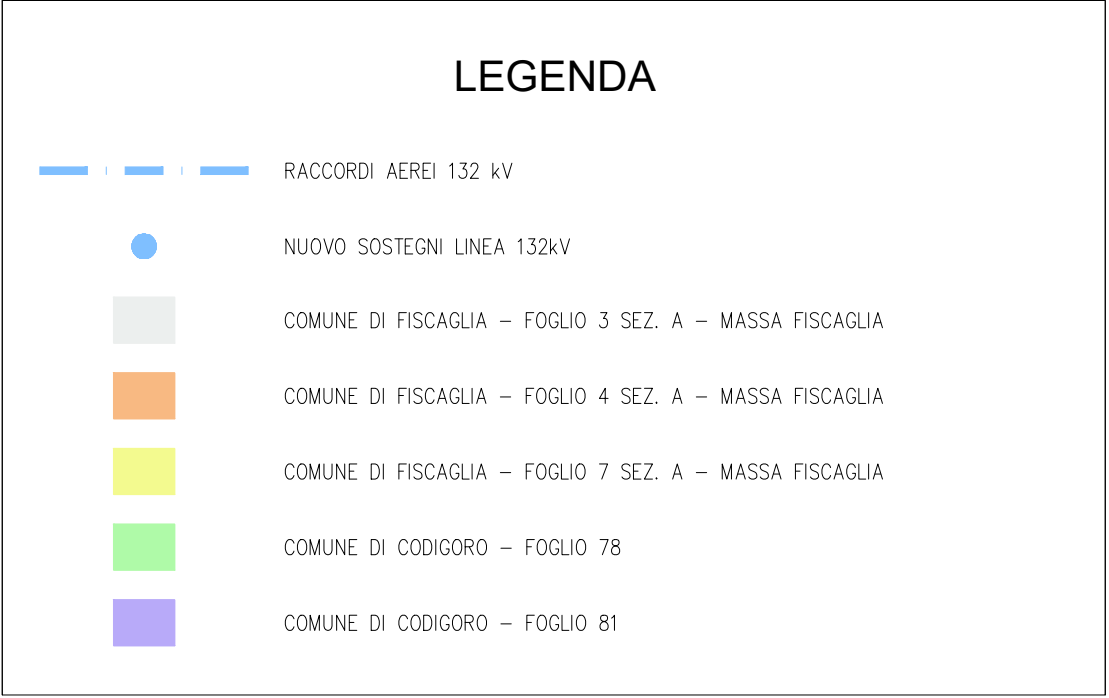 LEGENDA
RACCORDI AEREI 132 kV
NUOVO SOSTEGNI LINEA 132kV
COMUNE DI FISCAGLIA – FOGLIO 3 SEZ. A – MASSA FISCAGLIA
COMUNE DI FISCAGLIA – FOGLIO 4 SEZ. A – MASSA FISCAGLIA
COMUNE DI FISCAGLIA – FOGLIO 7 SEZ. A – MASSA FISCAGLIA
COMUNE DI CODIGORO – FOGLIO 78
COMUNE DI CODIGORO – FOGLIO 81